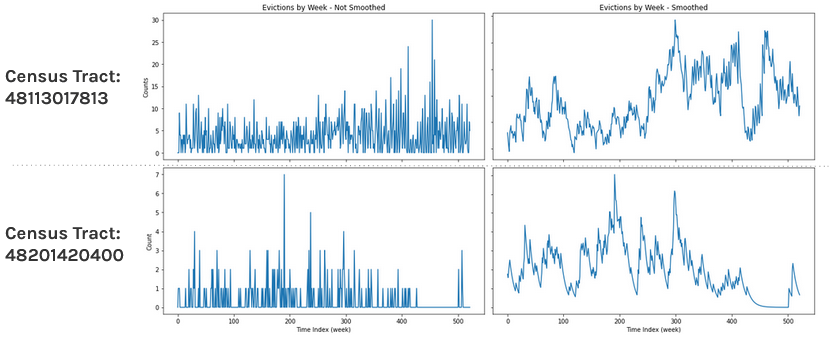 Evictions by Week - Not Smoothed
Evictions by Week - Smoothed
Census Tract:
48113017813
Counts
30
25
20
15
10
5
0
Census Tract:
48201420400
Count
7
6
5
4
3
2
1
0
0 100 200 300 400 500
Time Index (week)
0 100 200 300 400 500
Time Index (week)